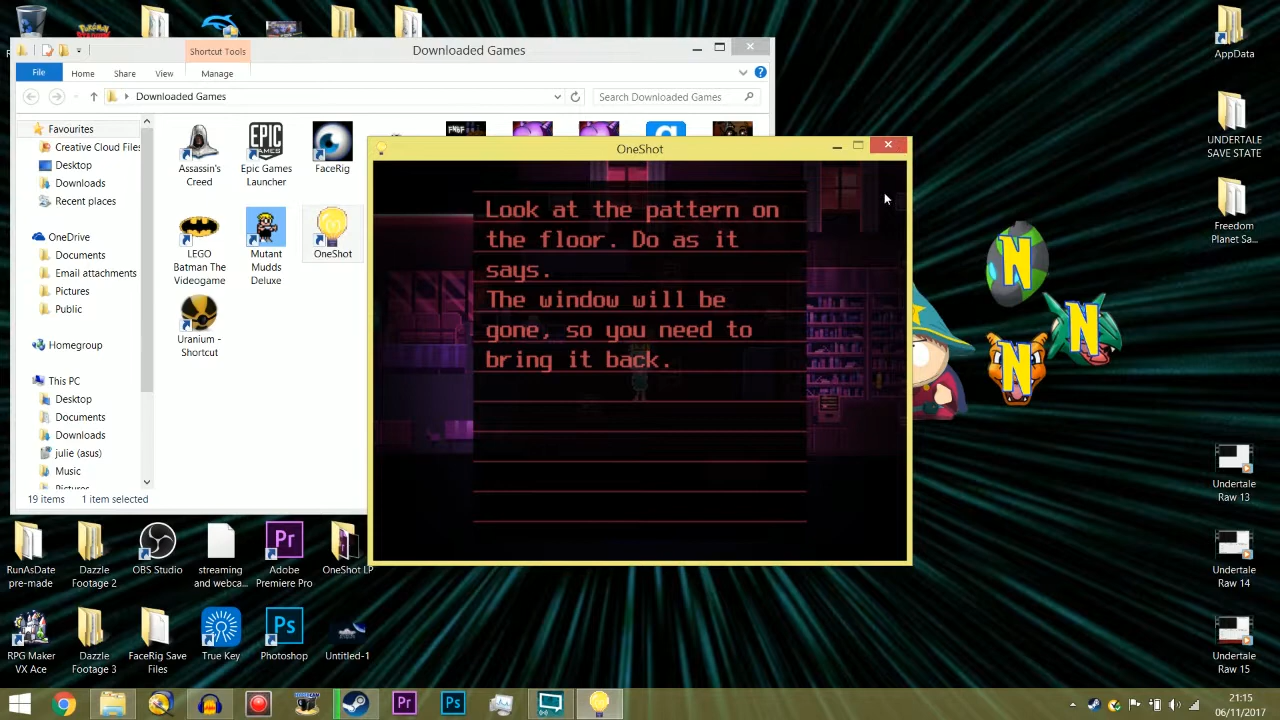 Shortcut Tools
Downloaded Games
File
Home
Share
View
Manage
Downloaded Games
Search Downloaded Games
Favourites
Creative Cloud Files
Desktop
Downloads
Recent places
OneDrive
Documents
Email attachments
Pictures
Public
Homegroup
This PC
Desktop
Documents
Downloads
julie (asus)
Music
Pictures
19 items
1 item selected
Assassin's
Creed
EPIC
GAMES
Epic Games
Launcher
FaceRig
LEGO
Batman The
Videogame
Mutant
Mudds
Deluxe
OneShot
Uranium -
Shortcut
OneShot
Look at the pattern on
the floor. Do as it
says.
The window will be
gone, so you need to
bring it back.
N
N
N
AppData
UNDERTALE
SAVE STATE
Freedom
Planet Sa...
Undertale
Raw 13
Undertale
Raw 14
Undertale
Raw 15
RunAsDate
pre-made
Dazzle
Footage 2
OBS Studio
streaming
and webca...
Pr
Adobe
Premiere Pro
OneShot LP
RPG Maker
VX Ace
Dazzle
Footage 3
FaceRig Save
Files
True Key
Ps
Photoshop
Untitled-1
Pr
Ps
21:15
06/11/2017